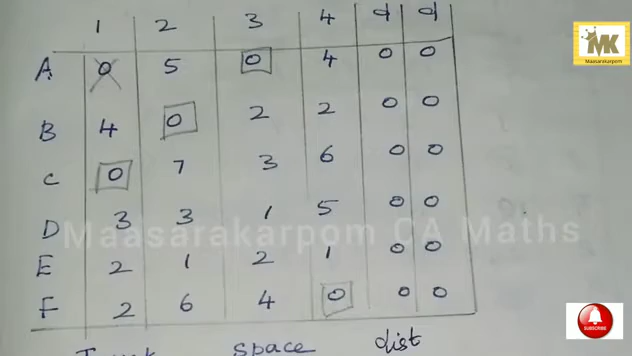 1 2 3 4 d d
A 0 5 0 4 0 0
B 4 0 2 2 0 0
C 0 7 3 6 0 0
D 3 3 1 5 0 0
E 2 1 2 1 0 0
F 2 6 4 0 0 0
space dist
Maasarakarpom CA Maths
MK
Maasarakarpom
SUBSCRIBE